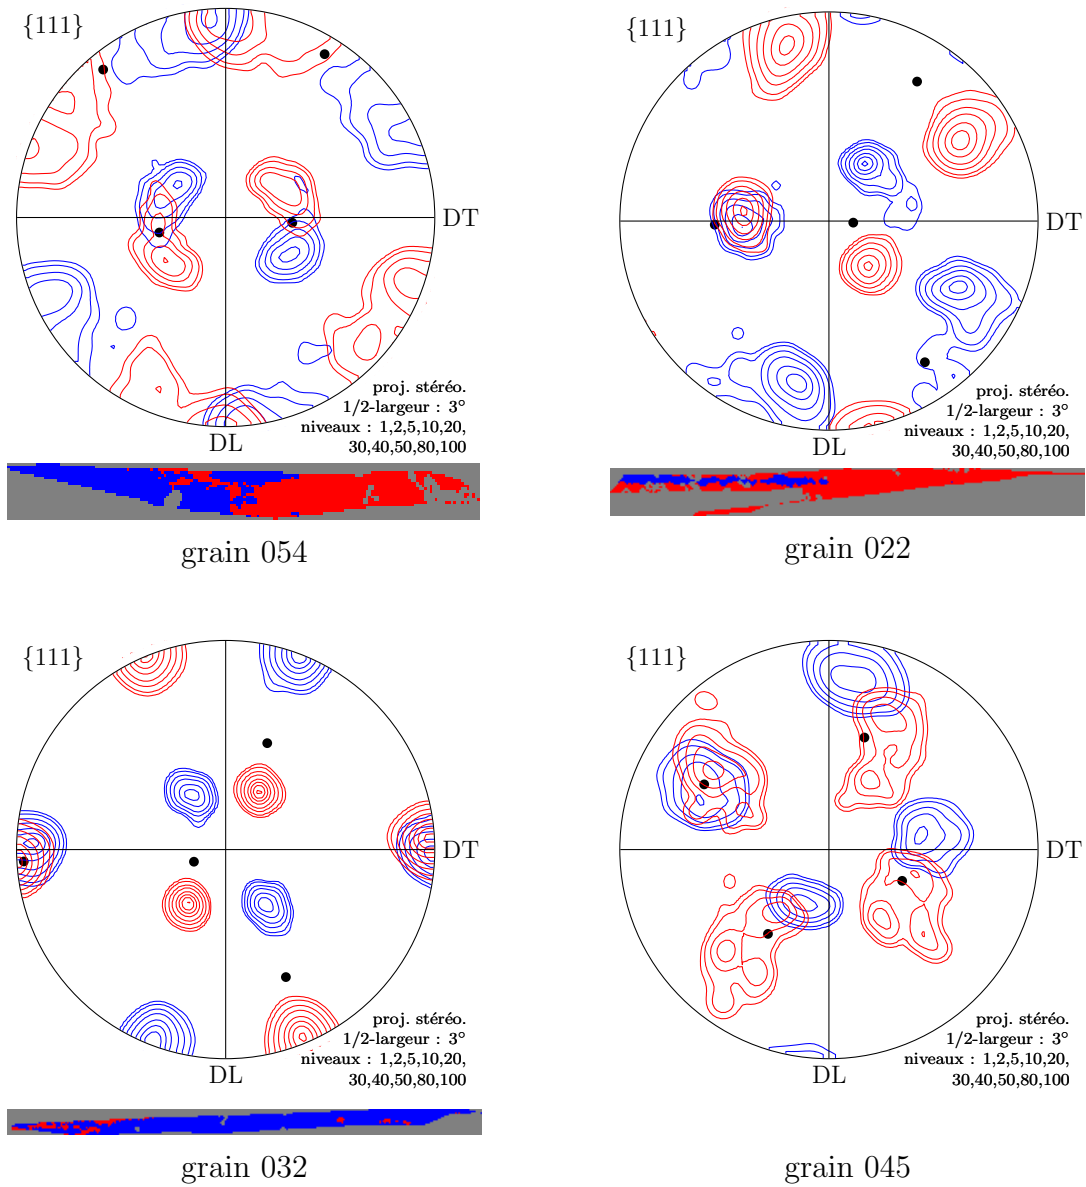 {111}
DT
DL
proj. stéréo.
1/2-largeur : 3°
niveaux : 1,2,5,10,20,
30,40,50,80,100
grain 054
{111}
DT
DL
proj. stéréo.
1/2-largeur : 3°
niveaux : 1,2,5,10,20,
30,40,50,80,100
grain 022
{111}
DT
DL
proj. stéréo.
1/2-largeur : 3°
niveaux : 1,2,5,10,20,
30,40,50,80,100
grain 032
{111}
DT
DL
proj. stéréo.
1/2-largeur : 3°
niveaux : 1,2,5,10,20,
30,40,50,80,100
grain 045